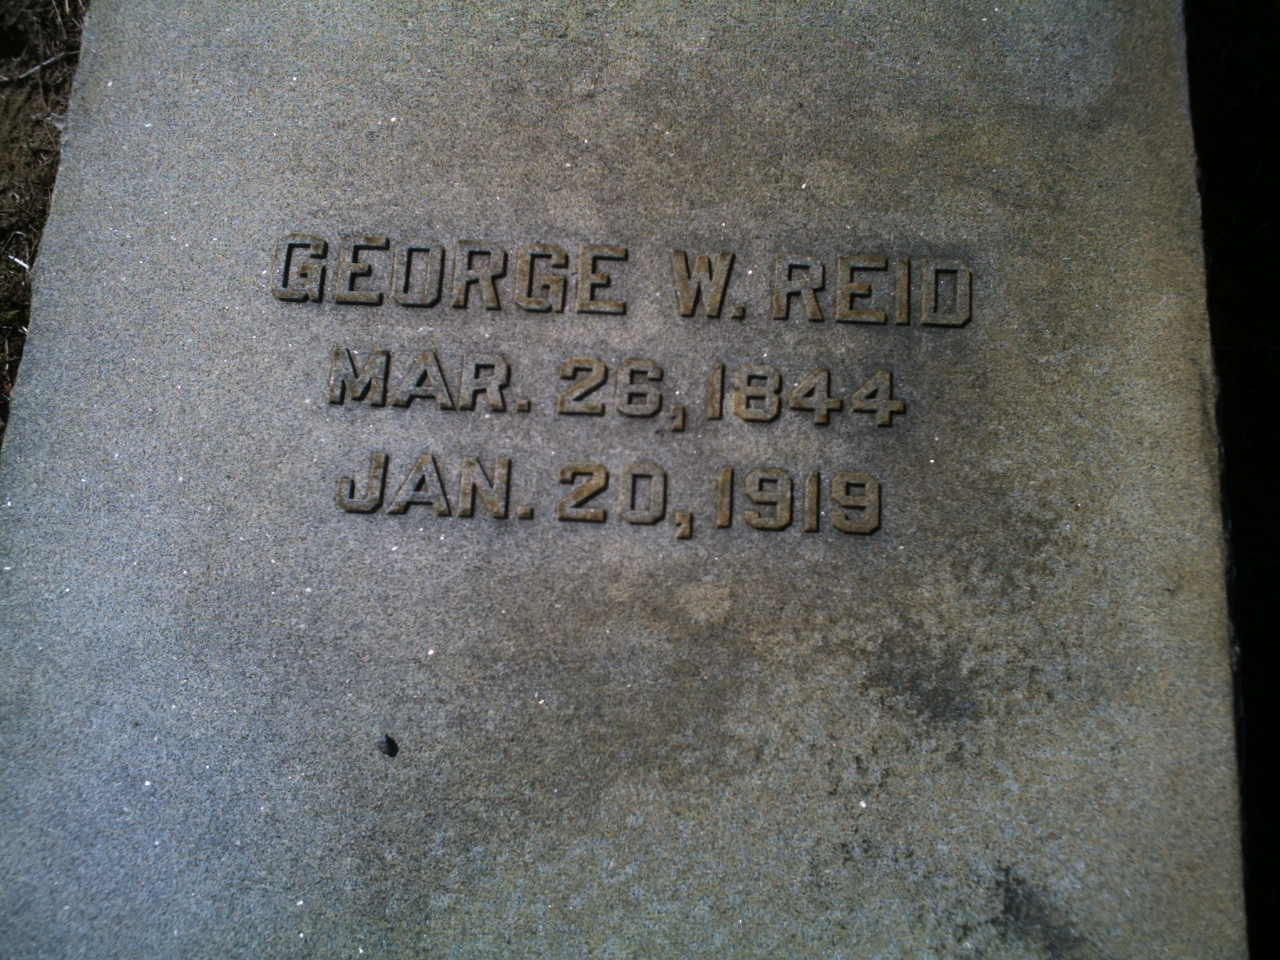 GEORGE W. REID
MAR. 26, 1844
JAN. 20, 1919